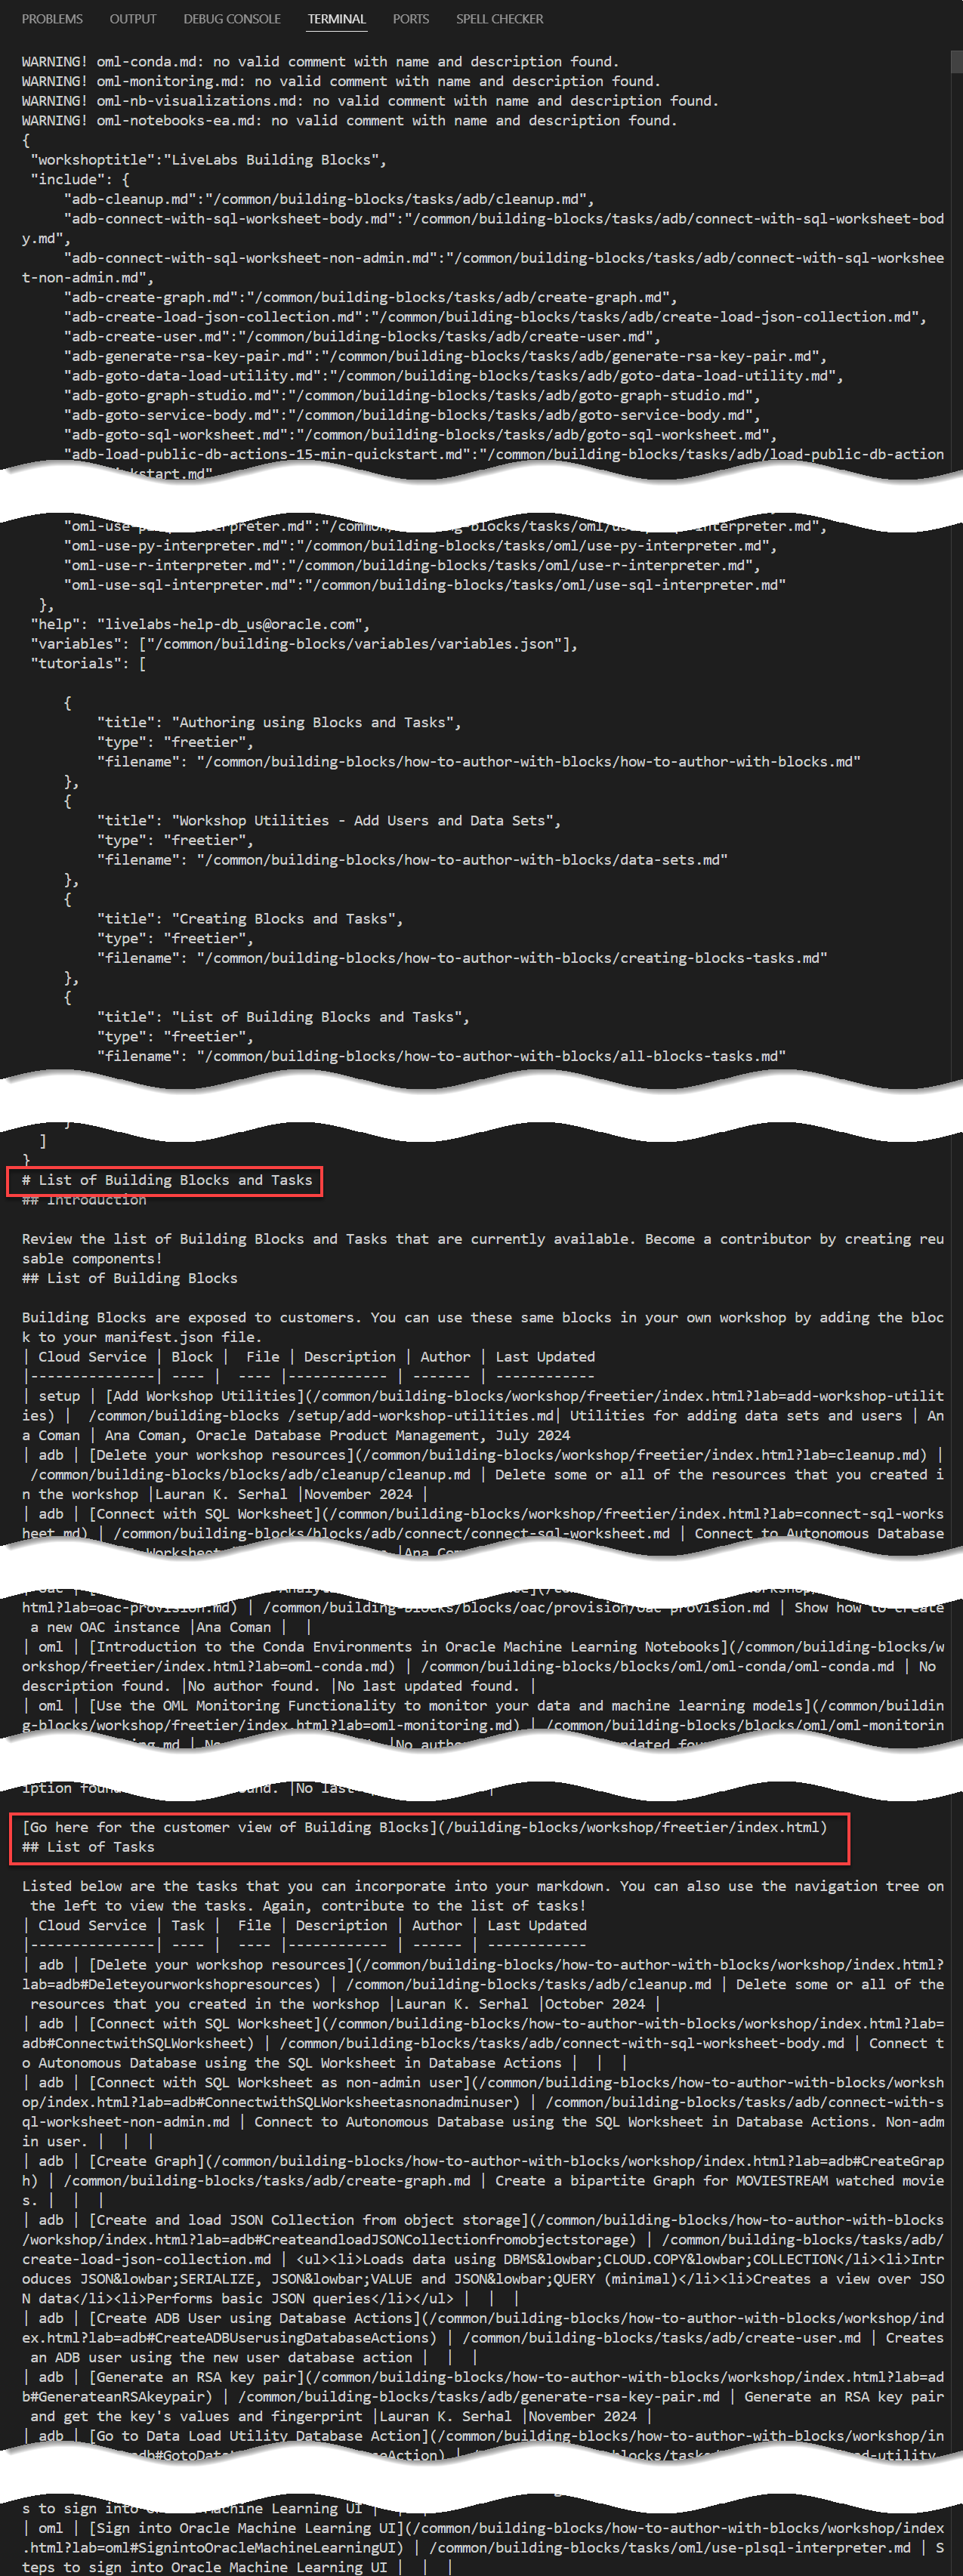 PROBLEMS OUTPUT DEBUG CONSOLE TERMINAL PORTS SPELL CHECKER
WARNING! oml-conda.md: no valid comment with name and description found.
WARNING! oml-monitoring.md: no valid comment with name and description found.
WARNING! oml-nb-visualizations.md: no valid comment with name and description found.
WARNING! oml-notebooks-ea.md: no valid comment with name and description found.
{
"workshoptitle":"LiveLabs Building Blocks",
"include": {
"adb-cleanup.md":"/common/building-blocks/tasks/adb/cleanup.md",
"adb-connect-with-sql-worksheet-body.md":"/common/building-blocks/tasks/adb/connect-with-sql-worksheet-bod
y.md",
"adb-connect-with-sql-worksheet-non-admin.md":"/common/building-blocks/tasks/adb/connect-with-sql-workshee
t-non-admin.md",
"adb-create-graph.md":"/common/building-blocks/tasks/adb/create-graph.md",
"adb-create-load-json-collection.md":"/common/building-blocks/tasks/adb/create-load-json-collection.md",
"adb-create-user.md":"/common/building-blocks/tasks/adb/create-user.md",
"adb-generate-rsa-key-pair.md":"/common/building-blocks/tasks/adb/generate-rsa-key-pair.md",
"adb-goto-data-load-utility.md":"/common/building-blocks/tasks/adb/goto-data-load-utility.md",
"adb-goto-graph-studio.md":"/common/building-blocks/tasks/adb/goto-graph-studio.md",
"adb-goto-service-body.md":"/common/building-blocks/tasks/adb/goto-service-body.md",
"adb-goto-sql-worksheet.md":"/common/building-blocks/tasks/adb/goto-sql-worksheet.md",
"adb-load-public-db-actions-15-min-quickstart.md":"/common/building-blocks/tasks/adb/load-public-db-action
kstart.md"
"oml-use-p interpreter.md":"/common/bu ng-blocks/tasks/oml/us interpreter.md",
"oml-use-py-interpreter.md":"/common/building-blocks/tasks/oml/use-py-interpreter.md",
"oml-use-r-interpreter.md":"/common/building-blocks/tasks/oml/use-r-interpreter.md",
"oml-use-sql-interpreter.md":"/common/building-blocks/tasks/oml/use-sql-interpreter.md"
},
"help": "livelabs-help-db_us@oracle.com",
"variables": ["/common/building-blocks/variables/variables.json"],
"tutorials": [
{
"title": "Authoring using Blocks and Tasks",
"type": "freetier",
"filename": "/common/building-blocks/how-to-author-with-blocks/how-to-author-with-blocks.md"
},
{
"title": "Workshop Utilities - Add Users and Data Sets",
"type": "freetier",
"filename": "/common/building-blocks/how-to-author-with-blocks/data-sets.md"
},
{
"title": "Creating Blocks and Tasks",
"type": "freetier",
"filename": "/common/building-blocks/how-to-author-with-blocks/creating-blocks-tasks.md"
},
{
"title": "List of Building Blocks and Tasks",
"type": "freetier",
"filename": "/common/building-blocks/how-to-author-with-blocks/all-blocks-tasks.md"
]
}
# List of Building Blocks and Tasks
## Introduction
Review the list of Building Blocks and Tasks that are currently available. Become a contributor by creating reu
sable components!
## List of Building Blocks
Building Blocks are exposed to customers. You can use these same blocks in your own workshop by adding the bloc
k to your manifest.json file.
| Cloud Service | Block |  File | Description | Author | Last Updated
|---------------| ---- |  ---- |------------ | ------- | ------------
| setup | [Add Workshop Utilities](/common/building-blocks/workshop/freetier/index.html?lab=add-workshop-utilit
ies) |  /common/building-blocks /setup/add-workshop-utilities.md| Utilities for adding data sets and users | An
a Coman | Ana Coman, Oracle Database Product Management, July 2024
| adb | [Delete your workshop resources](/common/building-blocks/workshop/freetier/index.html?lab=cleanup.md) |
/common/building-blocks/blocks/adb/cleanup/cleanup.md | Delete some or all of the resources that you created i
n the workshop |Lauran K. Serhal |November 2024 |
| adb | [Connect with SQL Worksheet](/common/building-blocks/workshop/freetier/index.html?lab=connect-sql-works
heet.md) | /common/building-blocks/blocks/adb/connect/connect-sql-worksheet.md | Connect to Autonomous Database
Worksheet |Ana Com
html?lab=oac-provision.md) | /common/building-blocks/blocks/oac/provision/oac-provision.md | Show how to create
a new OAC instance |Ana Coman |  |
| oml | [Introduction to the Conda Environments in Oracle Machine Learning Notebooks](/common/building-blocks/w
orkshop/freetier/index.html?lab=oml-conda.md) | /common/building-blocks/blocks/oml/oml-conda/oml-conda.md | No
description found. |No author found. |No last updated found. |
| oml | [Use the OML Monitoring Functionality to monitor your data and machine learning models](/common/buildin
g-blocks/workshop/freetier/index.html?lab=oml-monitoring.md) | /common/building-blocks/blocks/oml/oml-monitorin
[Go here for the customer view of Building Blocks](/building-blocks/workshop/freetier/index.html)
## List of Tasks
Listed below are the tasks that you can incorporate into your markdown. You can also use the navigation tree on
the left to view the tasks. Again, contribute to the list of tasks!
| Cloud Service | Task |  File | Description | Author | Last Updated
|---------------| ---- |  ---- |------------ | ------ | ------------
| adb | [Delete your workshop resources](/common/building-blocks/how-to-author-with-blocks/workshop/index.html?
lab=adb#Deleteyourworkshopresources) | /common/building-blocks/tasks/adb/cleanup.md | Delete some or all of the
resources that you created in the workshop |Lauran K. Serhal |October 2024 |
| adb | [Connect with SQL Worksheet](/common/building-blocks/how-to-author-with-blocks/workshop/index.html?lab=
adb#ConnectwithSQLWorksheet) | /common/building-blocks/tasks/adb/connect-with-sql-worksheet-body.md | Connect t
o Autonomous Database using the SQL Worksheet in Database Actions |  |  |
| adb | [Connect with SQL Worksheet as non-admin user](/common/building-blocks/how-to-author-with-blocks/worksh
op/index.html?lab=adb#ConnectwithSQLWorksheetasnonadminuser) | /common/building-blocks/tasks/adb/connect-with-s
ql-worksheet-non-admin.md | Connect to Autonomous Database using the SQL Worksheet in Database Actions. Non-adm
in user. |  |  |
| adb | [Create Graph](/common/building-blocks/how-to-author-with-blocks/workshop/index.html?lab=adb#CreateGrap
h) | /common/building-blocks/tasks/adb/create-graph.md | Create a bipartite Graph for MOVIESTREAM watched movie
s. |  |  |
| adb | [Create and load JSON Collection from object storage](/common/building-blocks/how-to-author-with-blocks
/workshop/index.html?lab=adb#CreateandloadJSONCollectionfromobjectstorage) | /common/building-blocks/tasks/adb/
create-load-json-collection.md | <ul><li>Loads data using DBMS&lowbar;CLOUD.COPY&lowbar;COLLECTION</li><li>Intr
oduces JSON&lowbar;SERIALIZE, JSON&lowbar;VALUE and JSON&lowbar;QUERY (minimal)</li><li>Creates a view over JSO
N data</li><li>Performs basic JSON queries</li></ul> |  |  |
| adb | [Create ADB User using Database Actions](/common/building-blocks/how-to-author-with-blocks/workshop/ind
ex.html?lab=adb#CreateADBUserusingDatabaseActions) | /common/building-blocks/tasks/adb/create-user.md | Creates
an ADB user using the new user database action |  |  |
| adb | [Generate an RSA key pair](/common/building-blocks/how-to-author-with-blocks/workshop/index.html?lab=ad
b#GenerateanRSAkeypair) | /common/building-blocks/tasks/adb/generate-rsa-key-pair.md | Generate an RSA key pair
and get the key's values and fingerprint |Lauran K. Serhal |November 2024 |
| adb | [Go to Data Load Utility Database Action](/common/building-blocks/how-to-author-with-blocks/workshop/in
s to sign into Machine Learning UI |
| oml | [Sign into Oracle Machine Learning UI](/common/building-blocks/how-to-author-with-blocks/workshop/index
.html?lab=oml#SignintoOracleMachineLearningUI) | /common/building-blocks/tasks/oml/use-plsql-interpreter.md | S
teps to sign into Oracle Machine Learning UI |  |  |